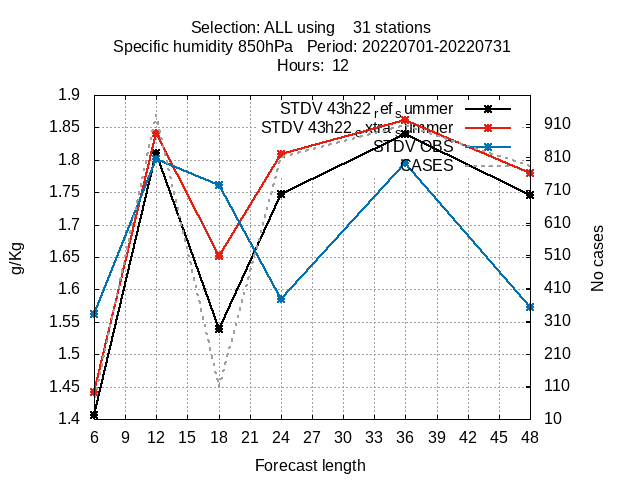 Selection: ALL using    31 stations
Specific humidity 850hPa   Period: 20220701-20220731
Hours:  12
STDV 43h22_ref_summer
STDV 43h22_extra_summer
STDV OBS
CASES
1.9
1.85
1.8
1.75
1.7
1.65
1.6
1.55
1.5
1.45
1.4
g/Kg
910
810
710
610
510
410
310
210
110
10
No cases
6 9 12 15 18 21 24 27 30 33 36 39 42 45 48
Forecast length